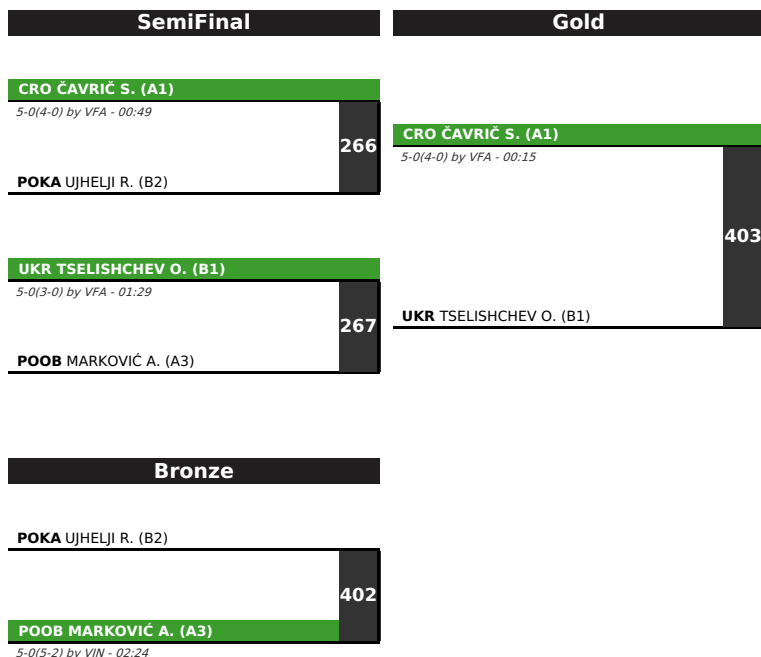 SemiFinal
CRO ČAVRIČ S. (A1)
5-0(4-0) by VFA - 00:49
266
POKA UJHELJI R. (B2)
UKR TSELISHCHEV O. (B1)
5-0(3-0) by VFA - 01:29
267
POOB MARKOVIĆ A. (A3)
Gold
CRO ČAVRIČ S. (A1)
5-0(4-0) by VFA - 00:15
403
UKR TSELISHCHEV O. (B1)
Bronze
POKA UJHELJI R. (B2)
402
POOB MARKOVIĆ A. (A3)
5-0(5-2) by VIN - 02:24